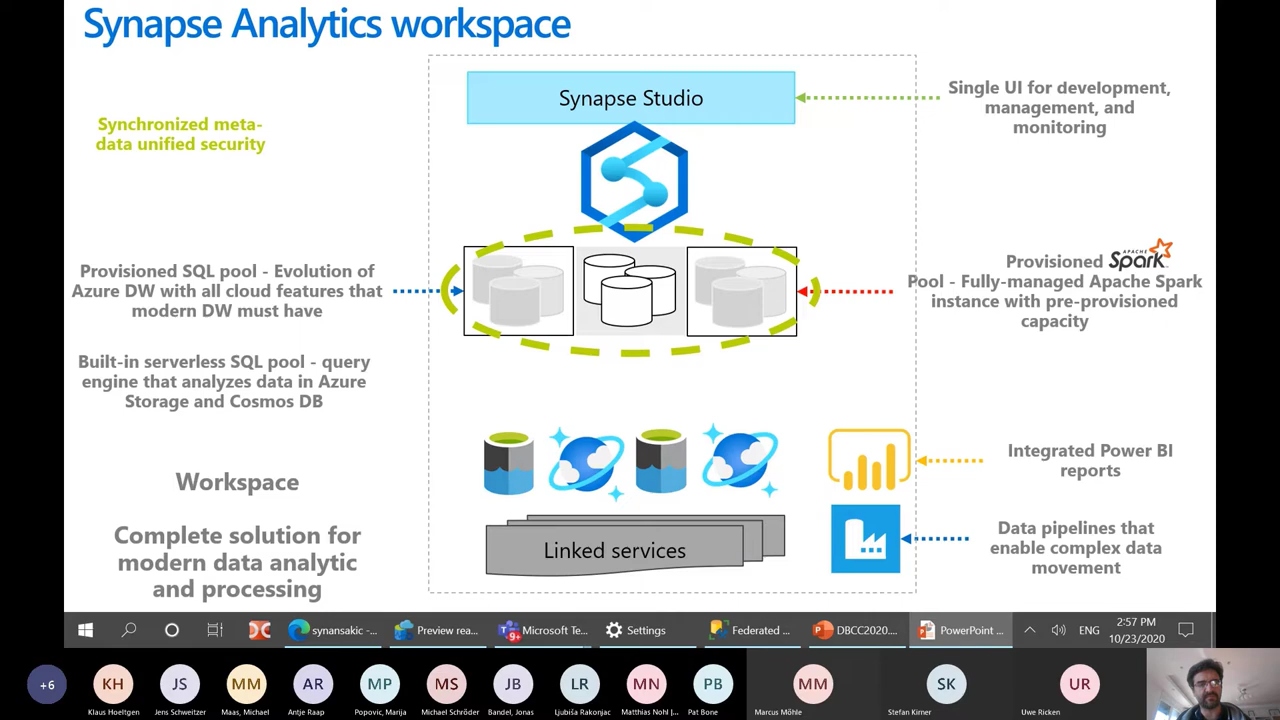 Synapse Analytics workspace
Synapse Studio
Single UI for development,
management, and
monitoring
Synchronized meta-
data unified security
Provisioned SQL pool - Evolution of
Azure DW with all cloud features that
modern DW must have
Provisioned APACHE Spark
Pool - Fully-managed Apache Spark
instance with pre-provisioned
capacity
Built-in serverless SQL pool - query
engine that analyzes data in Azure
Storage and Cosmos DB
Integrated Power BI
reports
Workspace
Complete solution for
modern data analytic
and processing
Linked services
Data pipelines that
enable complex data
movement
synansakic - ...
Preview rea...
9+
Microsoft Te...
Settings
Federated ...
DBCC2020....
PowerPoint ...
ENG
2:57 PM
10/23/2020
+6
KH
JS
MM
AR
MP
MS
JB
LR
MN
PB
MM
SK
UR
Klaus Hoeltgen
Jens Schweitzer
Maas, Michael
Antje Raap
Popovic, Marija
Michael Schröder
Bandel, Jonas
Ljubiša Rakonjac
Matthias Nohl |...
Pat Bone
Marcus Möhle
Stefan Kirner
Uwe Ricken